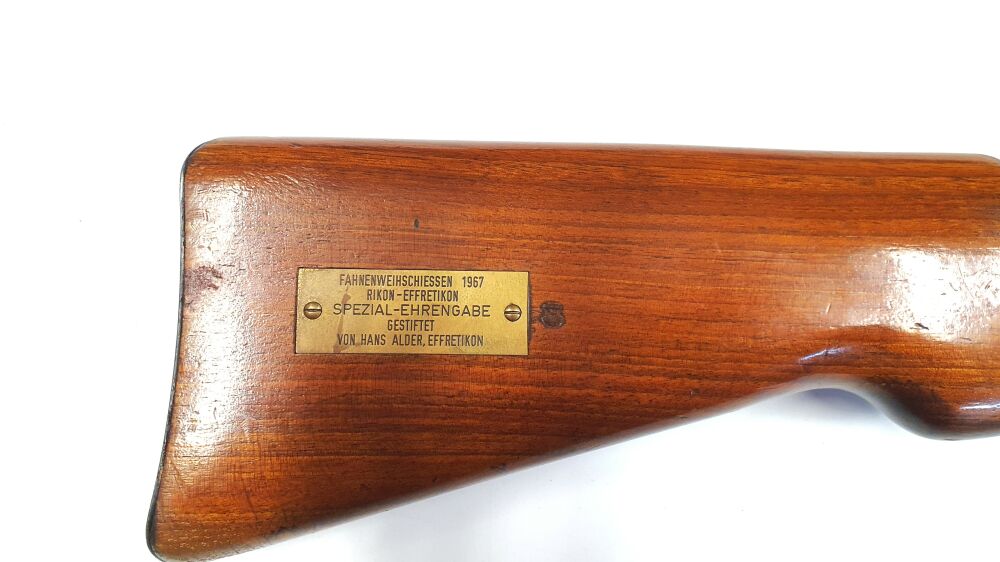 FAHNENWEIHSCHIESSEN 1967
RIKON-EFFRETIKON
SPEZIAL-EHRENGABE
GESTIFTET
VON HANS ALDER, EFFRETIKON